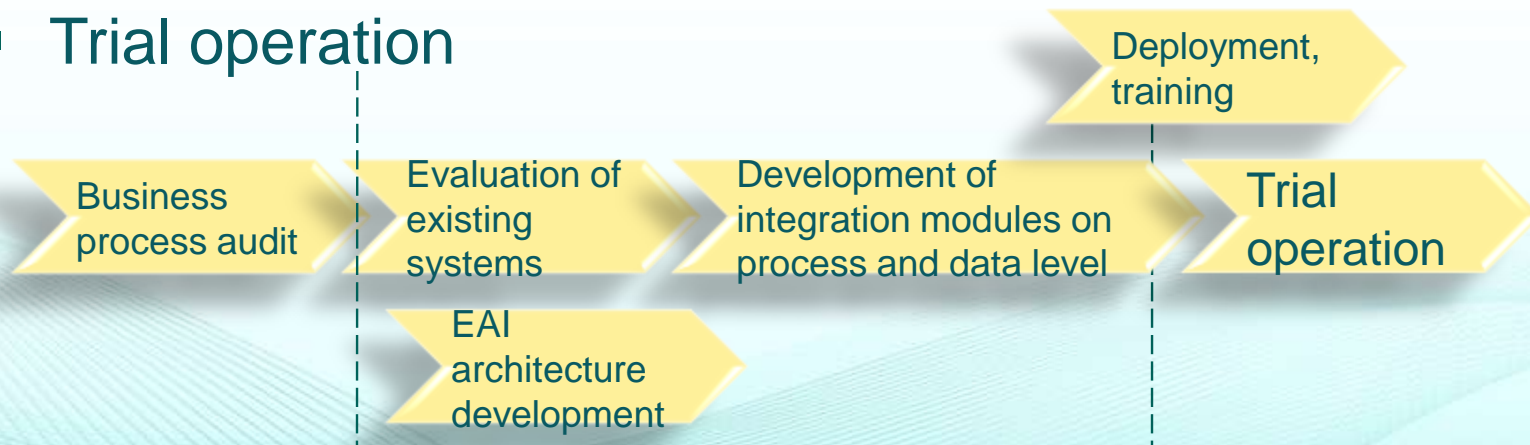 Trial operation
Deployment,
training
Business
process audit
Evaluation of
existing
systems
Development of
integration modules on
process and data level
Trial
operation
EAI
architecture
development